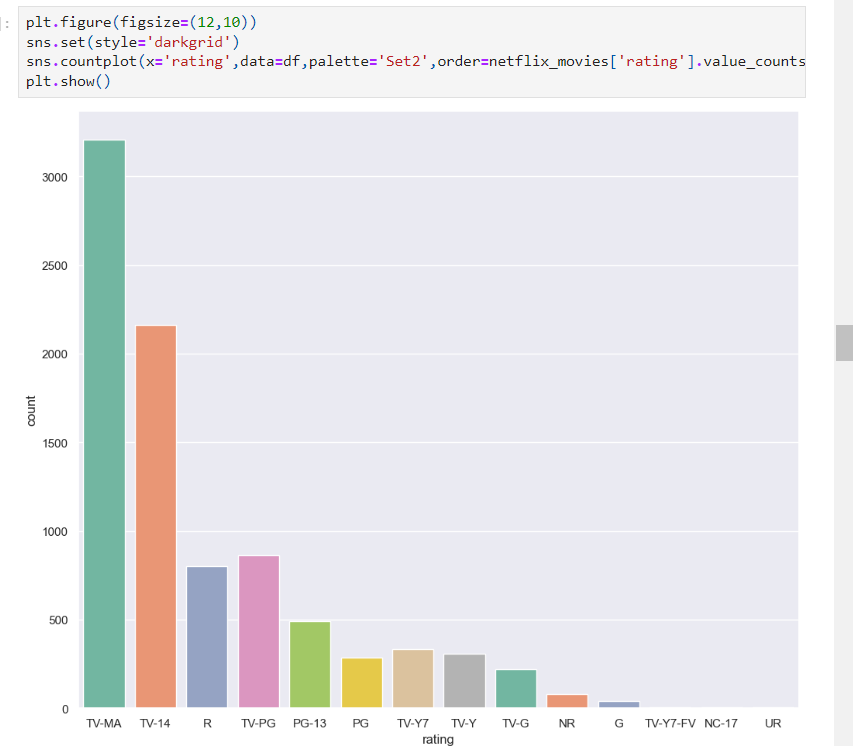 ]:
plt.figure(figsize=(12,10))
sns.set(style='darkgrid')
sns.countplot(x='rating',data=df,palette='Set2',order=netflix_movies['rating'].value_counts
plt.show()
3000
2500
2000
1500
1000
500
0
count
TV-MA TV-14 R TV-PG PG-13 PG TV-Y7 TV-Y TV-G NR G TV-Y7-FV NC-17 UR
rating